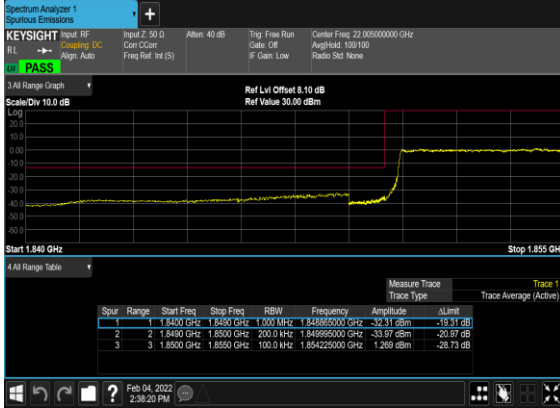 Spectrum Analyzer 1
Spurious Emissions
+
KEYSIGHT Input: RF Input Z: 50 Ω Atten: 40 dB Trig: Free Run Center Freq: 22.005000000 GHz
RL Coupling: DC Corr CCorr Gate: Off Avg|Hold: 100/100
Align: Auto Freq Ref: Int (S) IF Gain: Low Radio Std: None
LXI PASS
3 All Range Graph
Ref Lvl Offset 8.10 dB
Scale/Div 10.0 dB Ref Value 30.00 dBm
Log
20.0
10.0
0.00
-10.0
-20.0
-30.0
-40.0
-50.0
-60.0
Start 1.840 GHz Stop 1.855 GH
4 All Range Table
Measure Trace Trace 1
Trace Type Trace Average (Active)
Spur Range Start Freq Stop Freq RBW Frequency Amplitude ΔLimit
1 1 1.8400 GHz 1.8490 GHz 1.000 MHz 1.848865000 GHz -32.31 dBm -19.31 dB
2 2 1.8490 GHz 1.8500 GHz 200.0 kHz 1.849995000 GHz -33.97 dBm -20.97 dB
3 3 1.8500 GHz 1.8550 GHz 100.0 kHz 1.854225000 GHz 1.269 dBm -28.73 dB
? Feb 04, 2022
2:38:20 PM